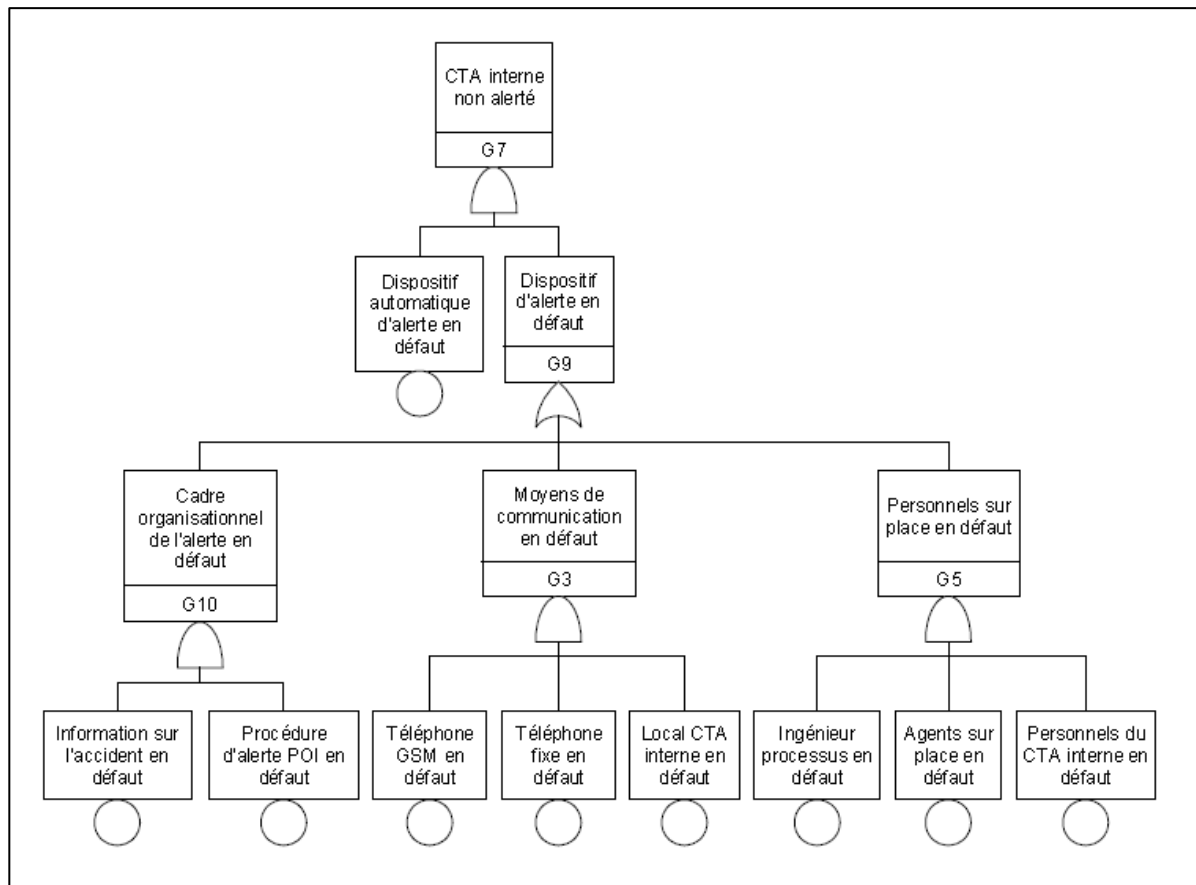 CTA interne
non alerté
G7
Dispositif
automatique
d'alerte en
défaut
Dispositif
d'alerte en
défaut
G9
Cadre
organisationnel
de l'alerte en
défaut
G10
Moyens de
communication
en défaut
G3
Personnels sur
place en défaut
G5
Information sur
l'accident en
défaut
Procédure
d'alerte POI en
défaut
Téléphone
GSM en
défaut
Téléphone
fixe en
défaut
Local CTA
interne en
défaut
Ingénieur
processus en
défaut
Agents sur
place en
défaut
Personnels du
CTA interne en
défaut